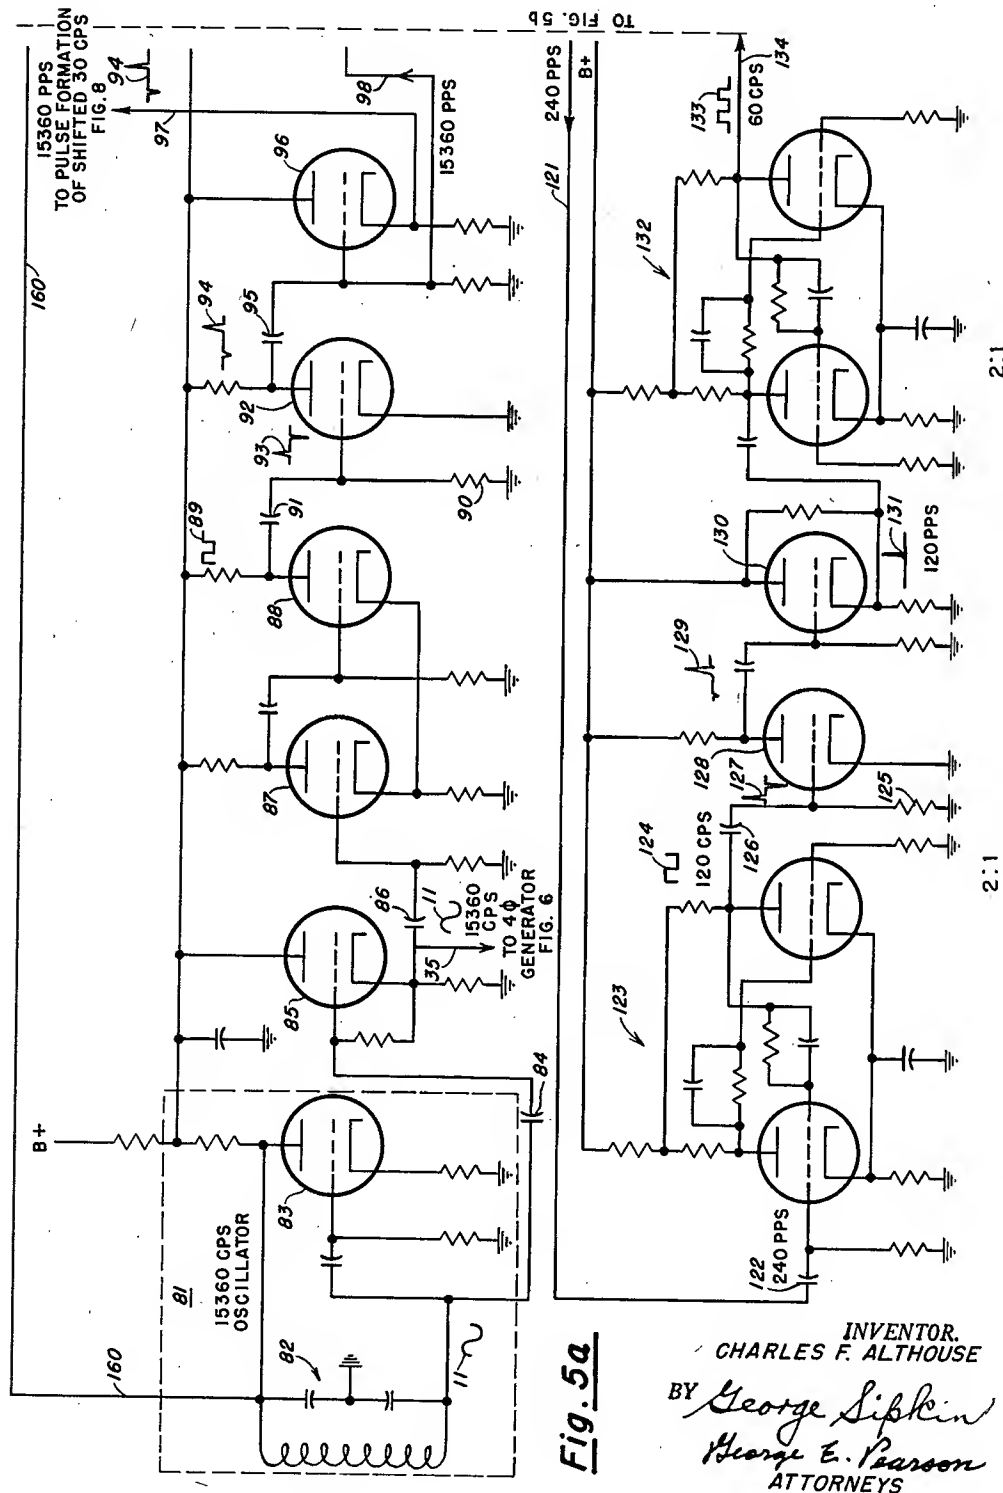 TO FIG. 5b
15360 PPS
TO PULSE FORMATION
OF SHIFTED 30 CPS
FIG. 8
94
97
160
98
15360 PPS
96
94
95
92
93
90
89
91
88
87
86
11
15360
CPS
TO 4Φ
GENERATOR
FIG. 6
35
85
84
B+
83
81
15360 CPS
OSCILLATOR
82
160
11
240 PPS
B+
121
133
60 CPS
134
132
130
131
120 PPS
129
128
127
125
126
124
120 CPS
123
122
240 PPS
2:1
2:1
Fig. 5a
INVENTOR.
CHARLES F. ALTHOUSE
BY George Sipkin
George E. Pearson
ATTORNEYS